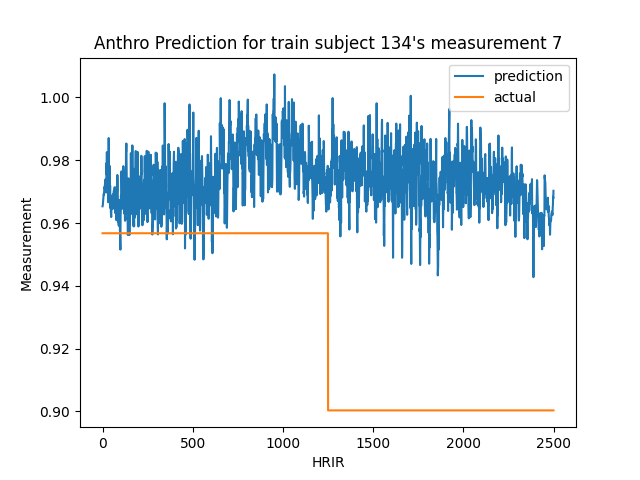 Anthro Prediction for train subject 134's measurement 7
prediction
actual
1.00
0.98
0.96
0.94
0.92
0.90
Measurement
0
500
1000
1500
2000
2500
HRIR